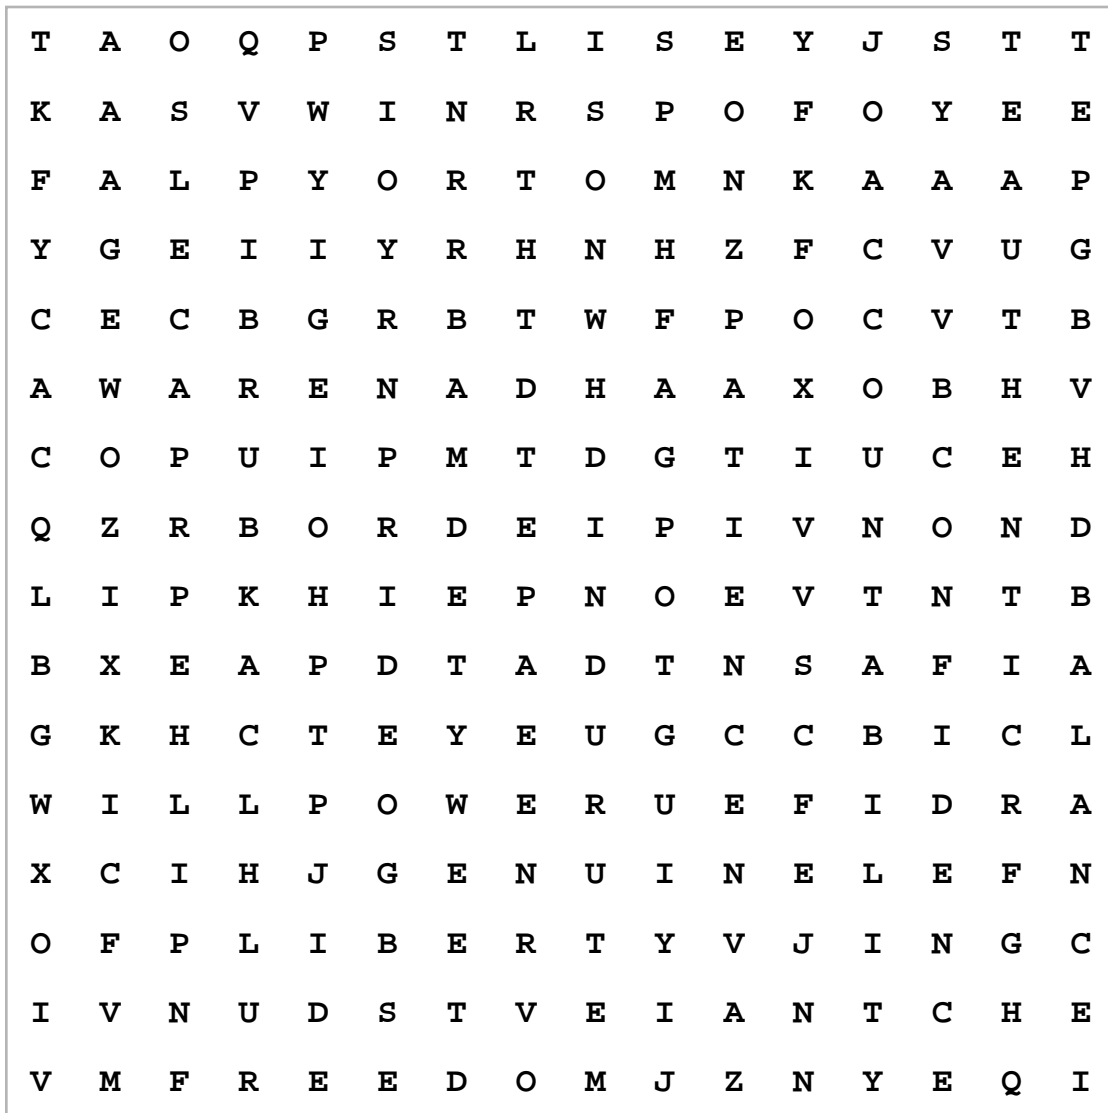 T A O Q P S T L I S E Y J S T T
K A S V W I N R S P O F O Y E E
F A L P Y O R T O M N K A A A P
Y G E I I Y R H N H Z F C V U G
C E C B G R B T W F P O C V T B
A W A R E N A D H A A X O B H V
C O P U I P M T D G T I U C E H
Q Z R B O R D E I P I V N O N D
L I P K H I E P N O E V T N T B
B X E A P D T A D T N S A F I A
G K H C T E Y E U G C C B I C L
W I L L P O W E R U E F I D R A
X C I H J G E N U I N E L E F N
O F P L I B E R T Y V J I N G C
I V N U D S T V E I A N T C H E
V M F R E E D O M J Z N Y E Q I